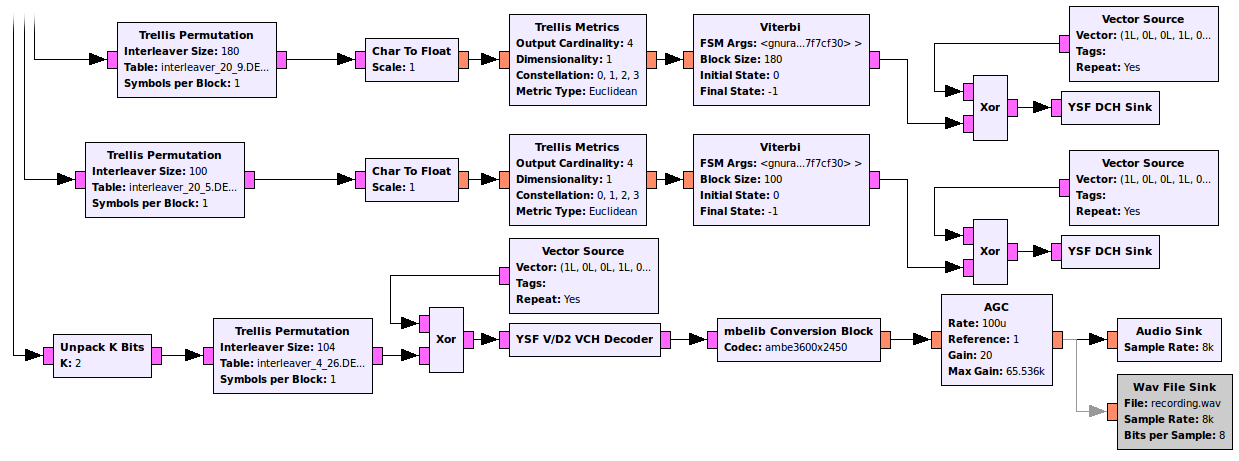 Trellis Permutation
Interleaver Size: 180
Table: interleaver_20_9.DE...
Symbols per Block: 1
Char To Float
Scale: 1
Trellis Metrics
Output Cardinality: 4
Dimensionality: 1
Constellation: 0, 1, 2, 3
Metric Type: Euclidean
Viterbi
FSM Args: <gnura...7f7cf30> >
Block Size: 180
Initial State: 0
Final State: -1
Vector Source
Vector: (1L, 0L, 0L, 1L, 0...
Tags:
Repeat: Yes
Xor
YSF DCH Sink
Trellis Permutation
Interleaver Size: 100
Table: interleaver_20_5.DE...
Symbols per Block: 1
Char To Float
Scale: 1
Trellis Metrics
Output Cardinality: 4
Dimensionality: 1
Constellation: 0, 1, 2, 3
Metric Type: Euclidean
Viterbi
FSM Args: <gnura...7f7cf30> >
Block Size: 100
Initial State: 0
Final State: -1
Vector Source
Vector: (1L, 0L, 0L, 1L, 0...
Tags:
Repeat: Yes
Xor
YSF DCH Sink
Unpack K Bits
K: 2
Trellis Permutation
Interleaver Size: 104
Table: interleaver_4_26.DE...
Symbols per Block: 1
Vector Source
Vector: (1L, 0L, 0L, 1L, 0...
Tags:
Repeat: Yes
Xor
YSF V/D2 VCH Decoder
mbelib Conversion Block
Codec: ambe3600x2450
AGC
Rate: 100u
Reference: 1
Gain: 20
Max Gain: 65.536k
Audio Sink
Sample Rate: 8k
Wav File Sink
File: recording.wav
Sample Rate: 8k
Bits per Sample: 8